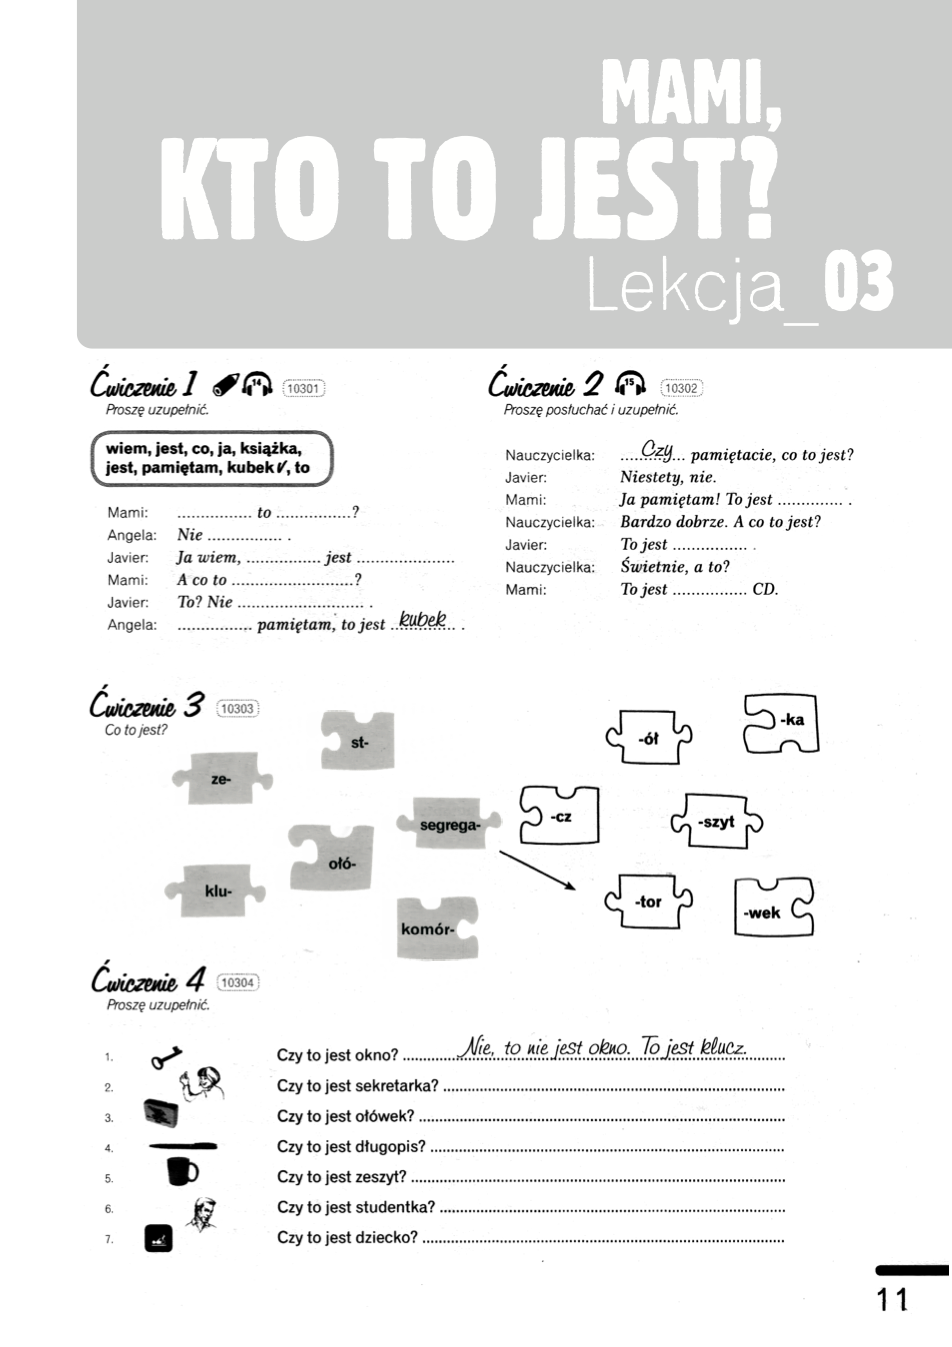 MAMI,
KTO TO JEST?
Lekcja_03
Ćwiczenie 1 14 10301
Proszę uzupełnić.
wiem, jest, co, ja, książka,
jest, pamiętam, kubek ✓, to
Mami: ................ to ................?
Angela: Nie ................ .
Javier: Ja wiem, ................ jest .....................
Mami: A co to ..........................?
Javier: To? Nie ........................... .
Angela: ................ pamiętam, to jest ..kubek.. .
Ćwiczenie 2 15 10302
Proszę posłuchać i uzupełnić.
Nauczycielka: ....Czy... pamiętacie, co to jest?
Javier: Niestety, nie.
Mami: Ja pamiętam! To jest .............. .
Nauczycielka: Bardzo dobrze. A co to jest?
Javier: To jest ................ .
Nauczycielka: Świetnie, a to?
Mami: To jest ................ CD.
Ćwiczenie 3 10303
Co to jest?
st-
ze-
segrega-
ołó-
klu-
komór-
-ół
-ka
-cz
-szyt
-tor
-wek
Ćwiczenie 4 10304
Proszę uzupełnić.
1. Czy to jest okno? ............Nie, to nie jest okno. To jest klucz.........
2. Czy to jest sekretarka? ................................................
3. Czy to jest ołówek? ................................................
4. Czy to jest długopis? ................................................
5. Czy to jest zeszyt? ................................................
6. Czy to jest studentka? ................................................
7. Czy to jest dziecko? ................................................
11